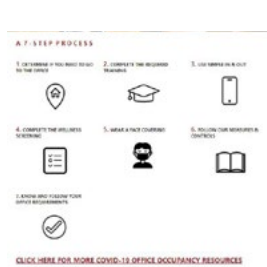 A 7-STEP PROCESS
1. DETERMINE IF YOU NEED TO GO
TO THE OFFICE
2. COMPLETE THE REQUIRED
TRAINING
3. USE WHERE IN & OUT
4. COMPLETE THE WELLNESS
SCREENING
5. WEAR A FACE COVERING
6. FOLLOW OUR MEASURES &
CONTROLS
7. KNOW AND FOLLOW YOUR
OFFICE REQUIREMENTS
CLICK HERE FOR MORE COVID-19 OFFICE OCCUPANCY RESOURCES